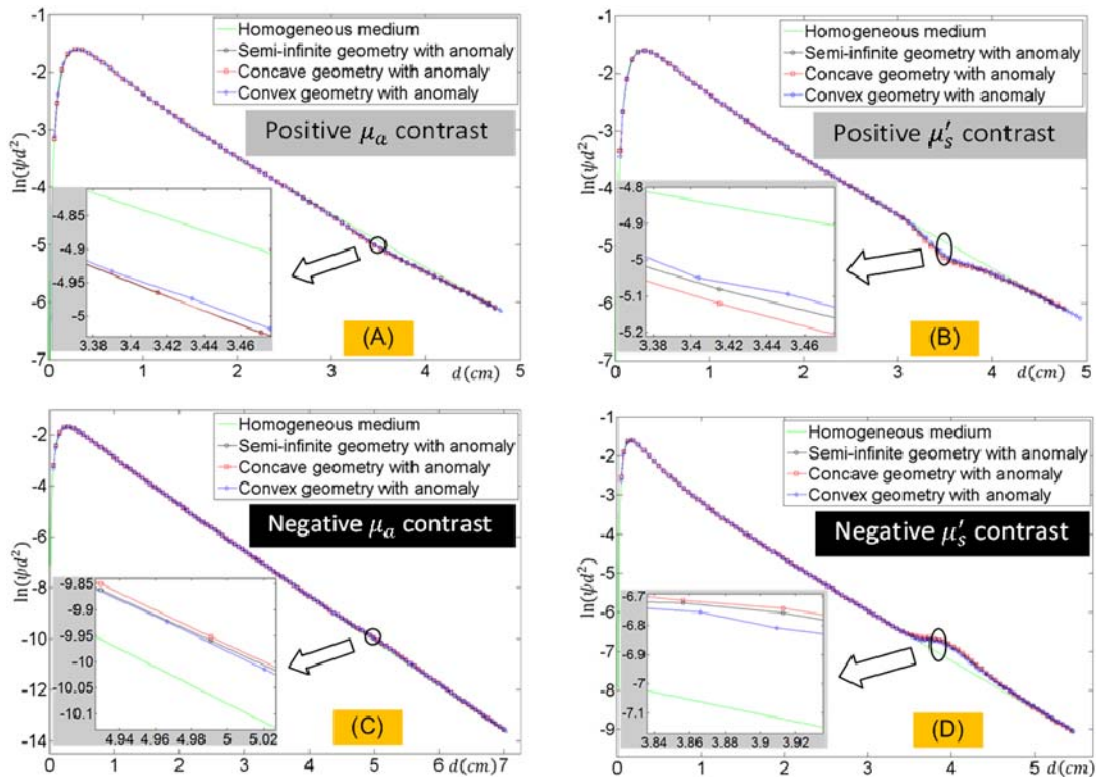 -1
-2
-3
-4
-5
-6
-7
ln(ψd²)
Homogeneous medium
Semi-infinite geometry with anomaly
Concave geometry with anomaly
Convex geometry with anomaly
Positive μₐ contrast
-4.85
-4.9
-4.95
-5
3.38 3.4 3.42 3.44 3.46
(A)
0 1 2 3 4 5
d(cm)
-1
-2
-3
-4
-5
-6
-7
ln(ψd²)
Homogeneous medium
Semi-infinite geometry with anomaly
Concave geometry with anomaly
Convex geometry with anomaly
Positive μ′ₛ contrast
-4.8
-4.9
-5
-5.1
-5.2
3.38 3.4 3.42 3.44 3.46
(B)
0 1 2 3 4 5
d(cm)
-2
-4
-6
-8
-10
-12
-14
ln(ψd²)
Homogeneous medium
Semi-infinite geometry with anomaly
Concave geometry with anomaly
Convex geometry with anomaly
Negative μₐ contrast
-9.85
-9.9
-9.95
-10
-10.05
-10.1
4.94 4.96 4.98 5 5.02
(C)
0 1 2 3 4 5 6 d(cm) 7
-1
-2
-3
-4
-5
-6
-7
-8
-9
ln(ψd²)
Homogeneous medium
Semi-infinite geometry with anomaly
Concave geometry with anomaly
Convex geometry with anomaly
Negative μ′ₛ contrast
-6.7
-6.8
-6.9
-7
-7.1
3.84 3.86 3.88 3.9 3.92
(D)
0 1 2 3 4 5 d(cm)